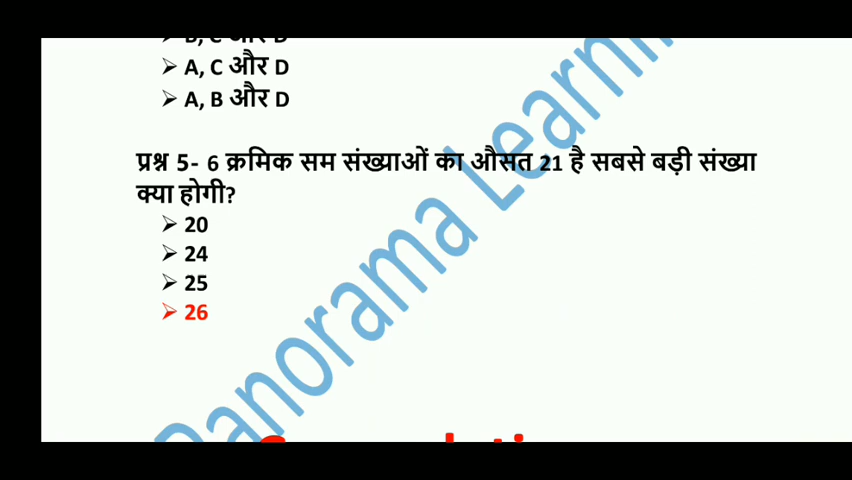 ➢ A, C और D
➢ A, B और D
प्रश्न 5- 6 क्रमिक सम संख्याओं का औसत 21 है सबसे बड़ी संख्या
क्या होगी?
➢ 20
➢ 24
➢ 25
➢ 26
Panorama Learni